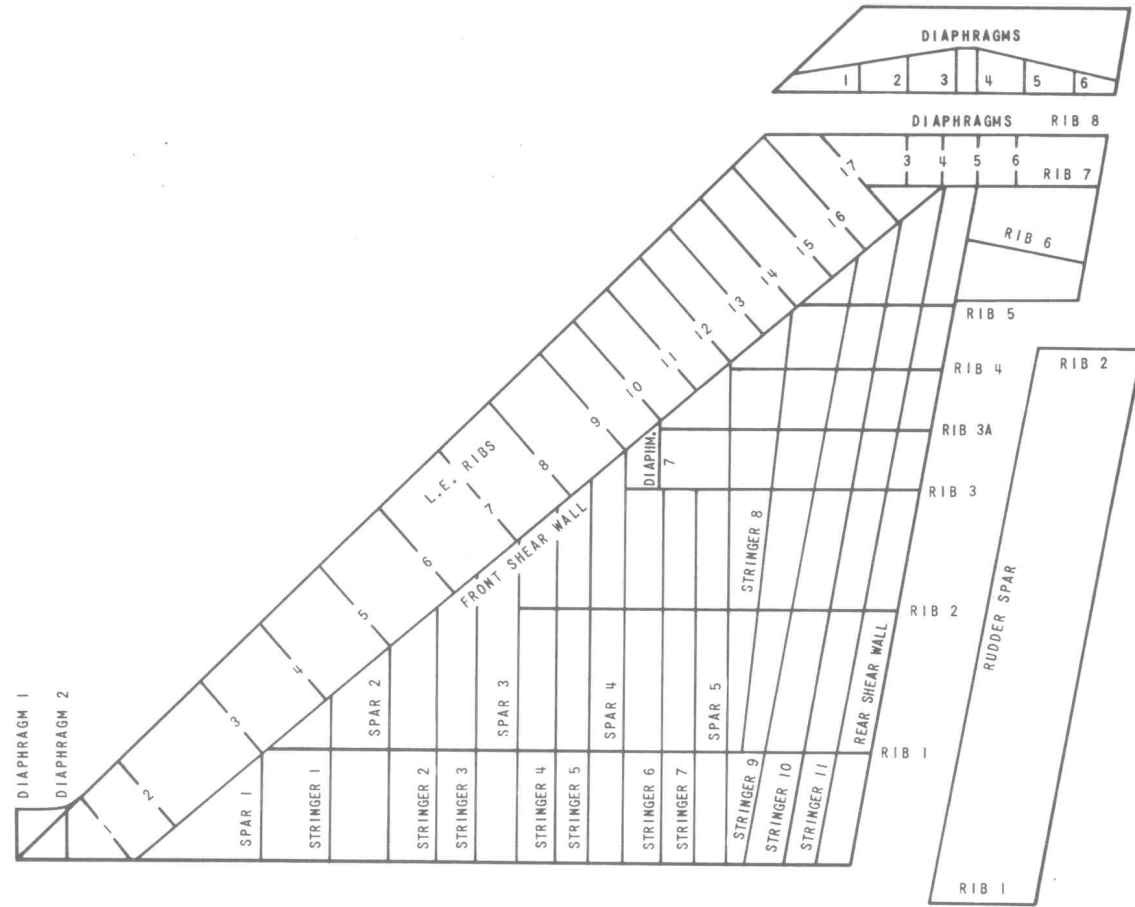 DIAPHRAGMS
1 2 3 4 5 6
DIAPHRAGMS RIB 8
3 4 5 6
RIB 7
17
16
15
14
13
12
11
10
9
8
7
6
5
4
3
2
1
RIB 6
RIB 5
RIB 4
RIB 3A
RIB 3
RIB 2
RIB 1
L.E. RIBS
FRONT SHEAR WALL
DIAPHM.
7
STRINGER 8
REAR SHEAR WALL
DIAPHRAGM 1
DIAPHRAGM 2
SPAR 1
STRINGER 1
SPAR 2
STRINGER 2
STRINGER 3
SPAR 3
STRINGER 4
STRINGER 5
SPAR 4
STRINGER 6
STRINGER 7
SPAR 5
STRINGER 9
STRINGER 10
STRINGER 11
RIB 2
RUDDER SPAR
RIB 1